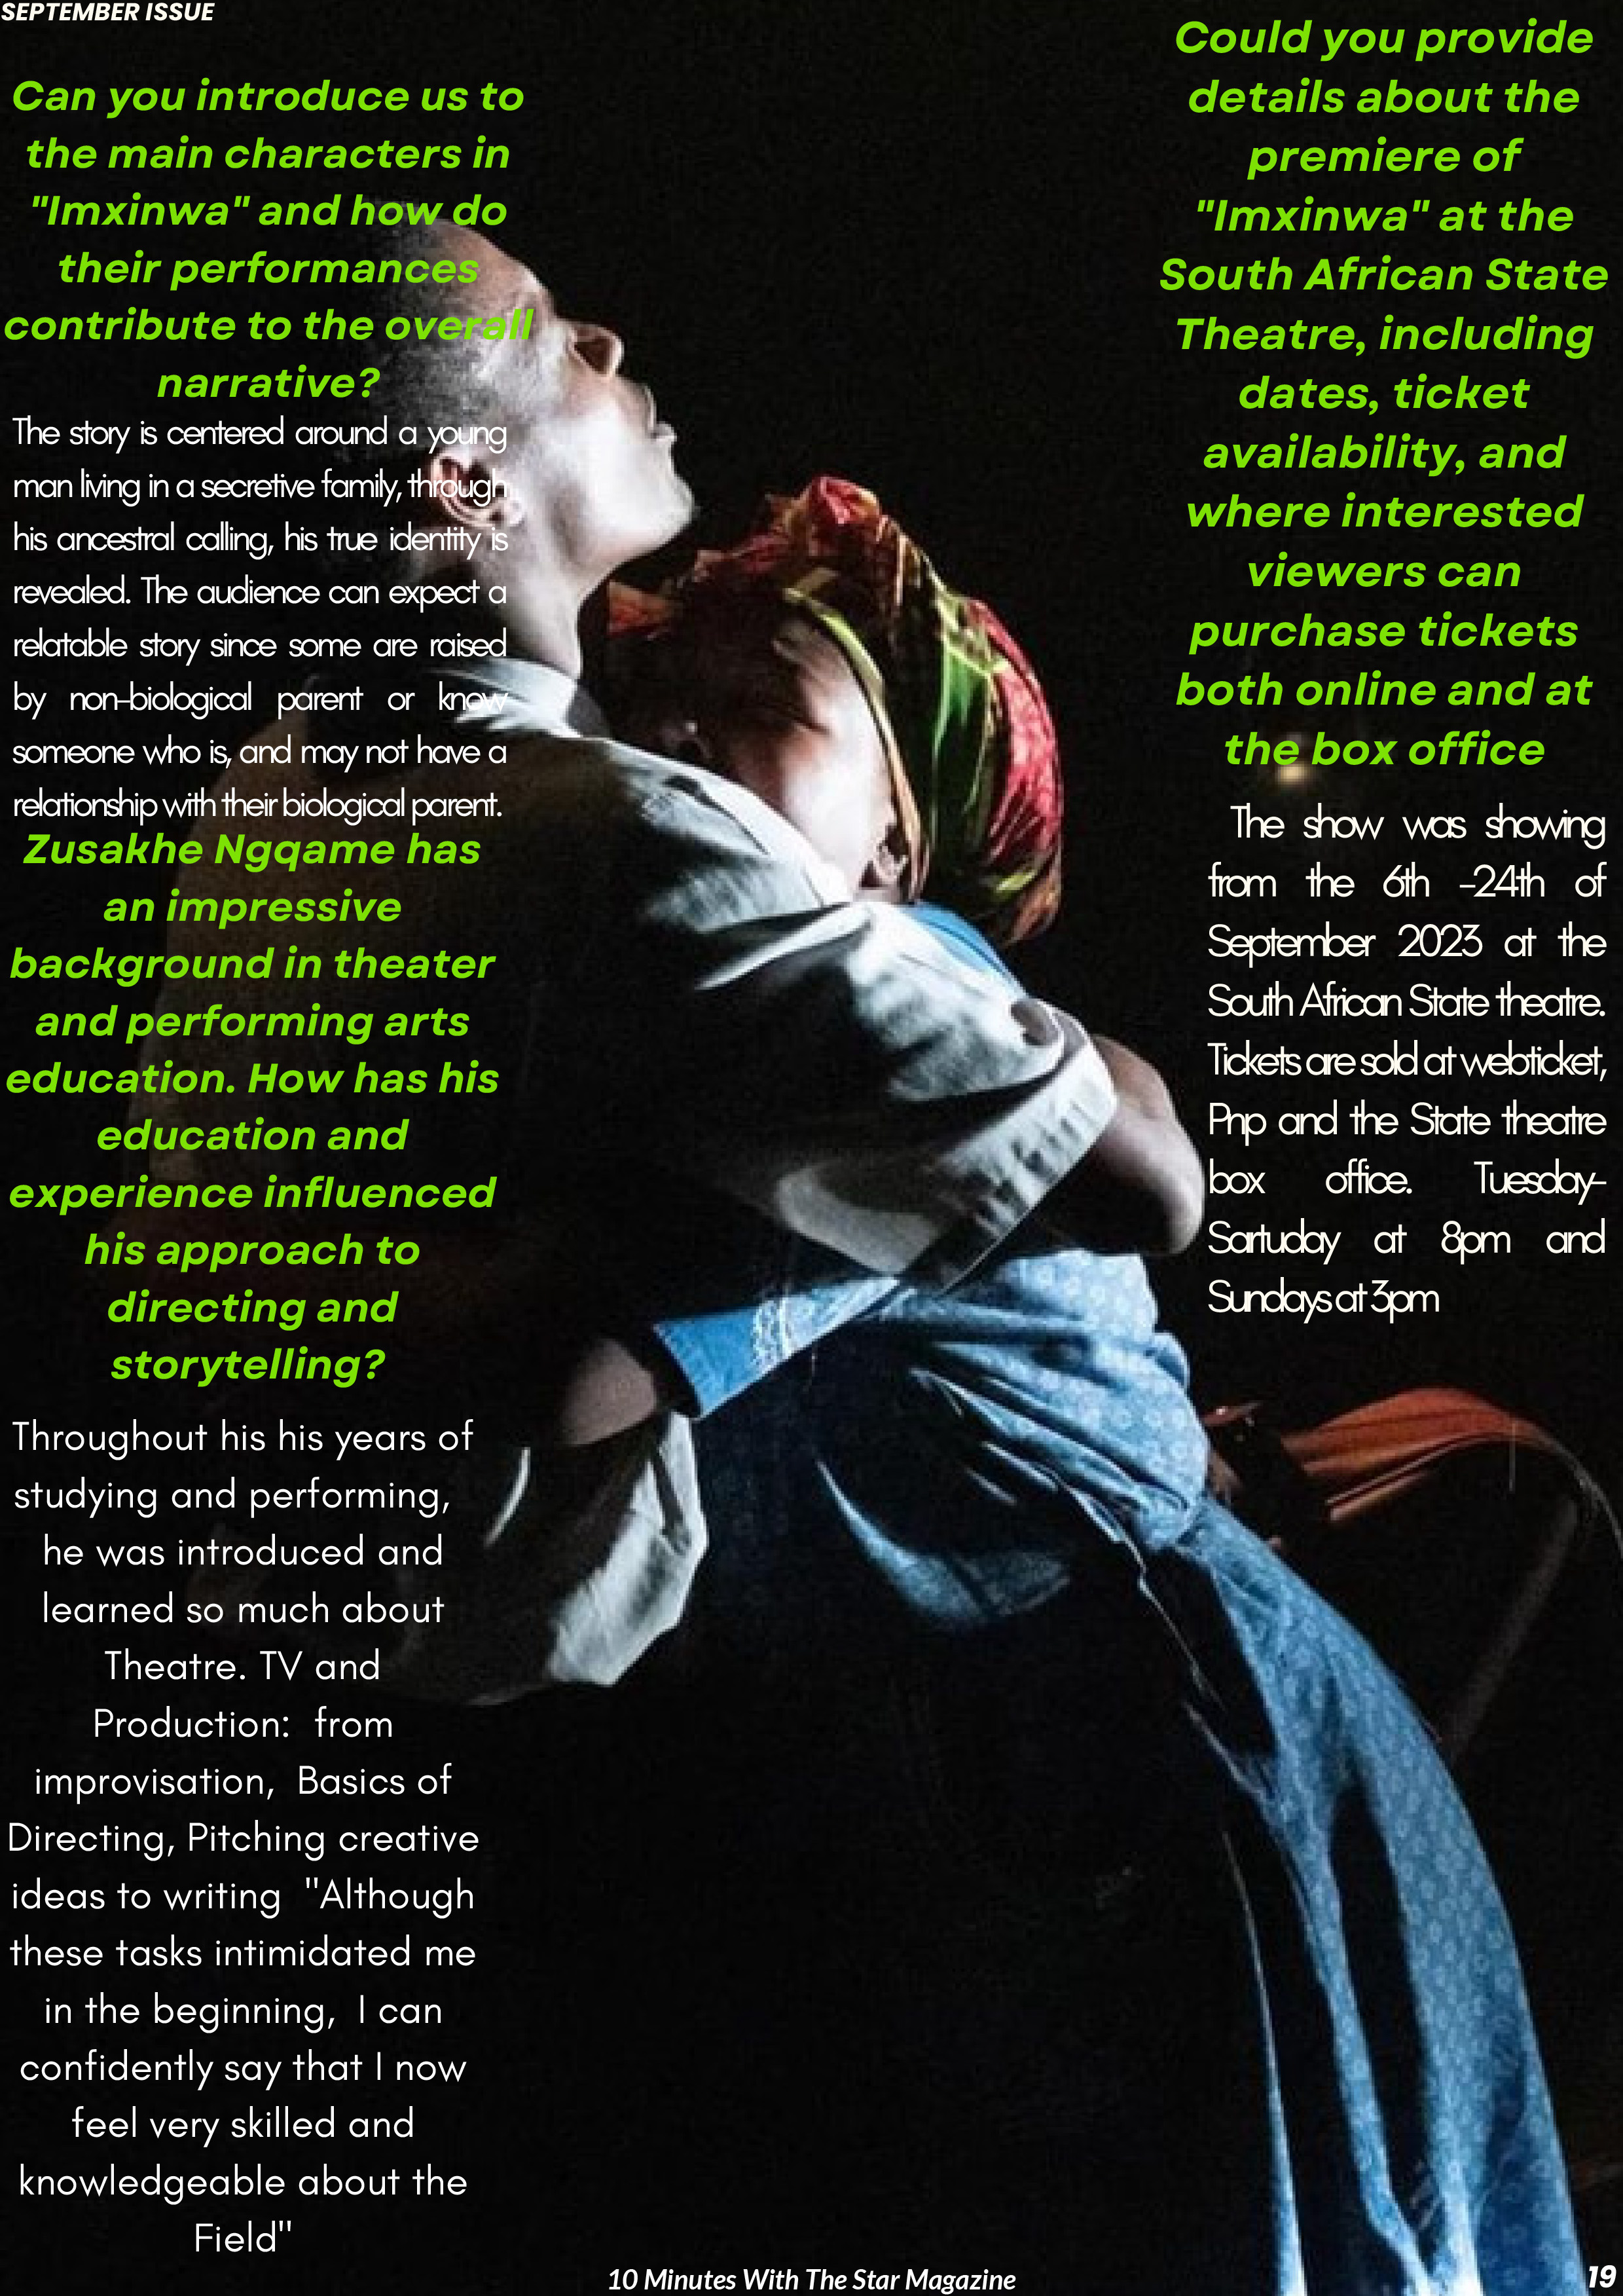 SEPTEMBER ISSUE
Can you introduce us to
the main characters in
"Imxinwa" and how do
their performances
contribute to the overall
narrative?
The story is centered around a young
man living in a secretive family, through
his ancestral calling, his true identity is
revealed. The audience can expect a
relatable story since some are raised
by non-biological parent or know
someone who is, and may not have a
relationship with their biological parent.
Zusakhe Ngqame has
an impressive
background in theater
and performing arts
education. How has his
education and
experience influenced
his approach to
directing and
storytelling?
Throughout his his years of
studying and performing,
he was introduced and
learned so much about
Theatre. TV and
Production: from
improvisation, Basics of
Directing, Pitching creative
ideas to writing "Although
these tasks intimidated me
in the beginning, I can
confidently say that I now
feel very skilled and
knowledgeable about the
Field"
Could you provide
details about the
premiere of
"Imxinwa" at the
South African State
Theatre, including
dates, ticket
availability, and
where interested
viewers can
purchase tickets
both online and at
the box office
The show was showing
from the 6th -24th of
September 2023 at the
South African State theatre.
Tickets are sold at webticket,
Pnp and the State theatre
box office. Tuesday-
Sartuday at 8pm and
Sundays at 3pm
10 Minutes With The Star Magazine
19